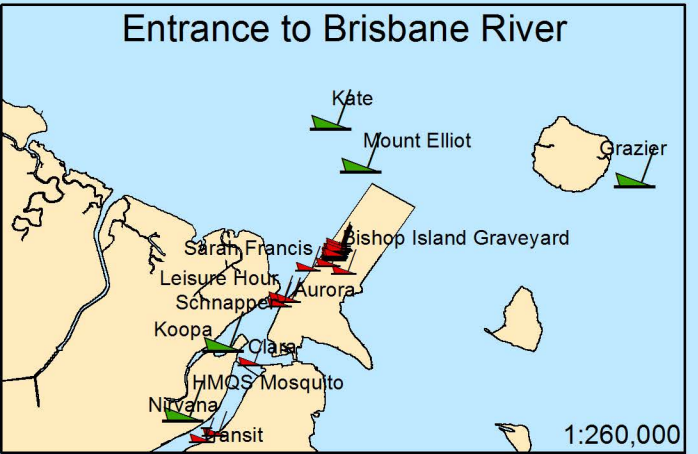 Entrance to Brisbane River
Kate
Mount Elliot
Grazier
Bishop Island Graveyard
Sarah Francis
Leisure Hour
Aurora
Schnapper
Koopa
Clara
HMQS Mosquito
Nirvana
Transit
1:260,000